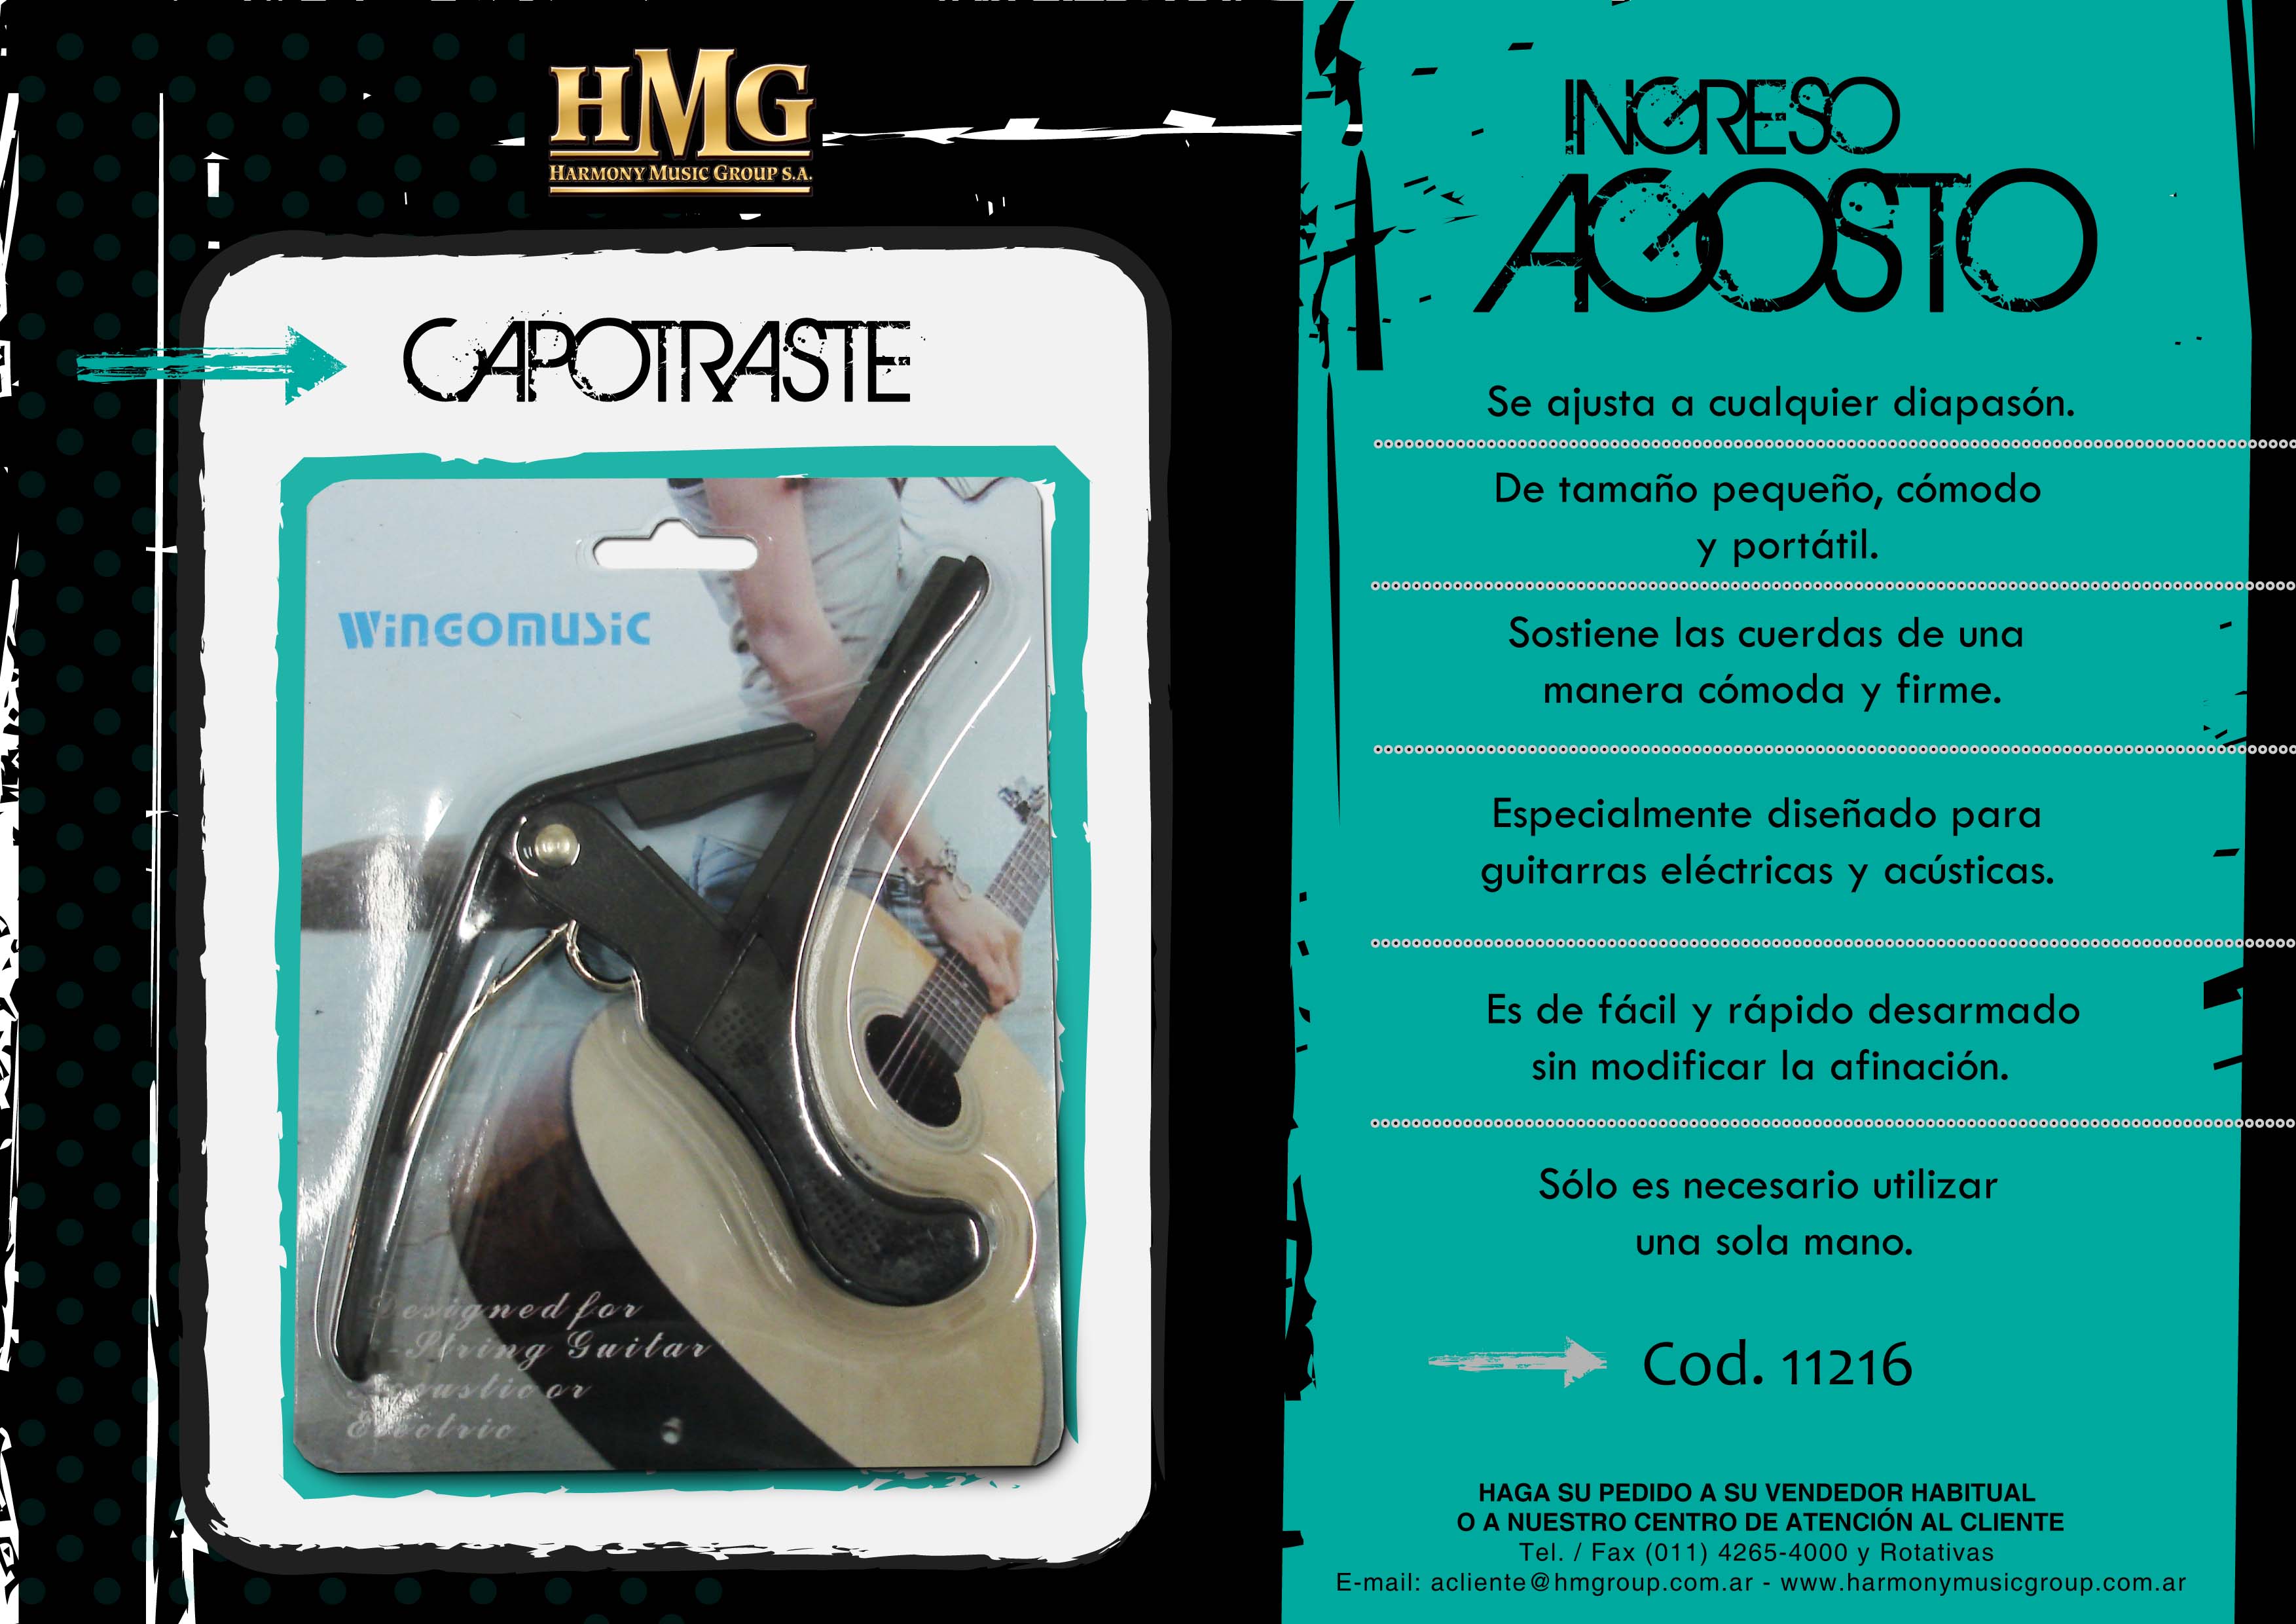 HMG
HARMONY MUSIC GROUP S.A.
CAPOTRASTE
WINGOMUSIC
Designed for
-String Guitar
Acoustic or
Electric
INGRESO
AGOSTO
Se ajusta a cualquier diapasón.
De tamaño pequeño, cómodo
y portátil.
Sostiene las cuerdas de una
manera cómoda y firme.
Especialmente diseñado para
guitarras eléctricas y acústicas.
Es de fácil y rápido desarmado
sin modificar la afinación.
Sólo es necesario utilizar
una sola mano.
Cod. 11216
HAGA SU PEDIDO A SU VENDEDOR HABITUAL
O A NUESTRO CENTRO DE ATENCIÓN AL CLIENTE
Tel. / Fax (011) 4265-4000 y Rotativas
E-mail: acliente@hmgroup.com.ar - www.harmonymusicgroup.com.ar